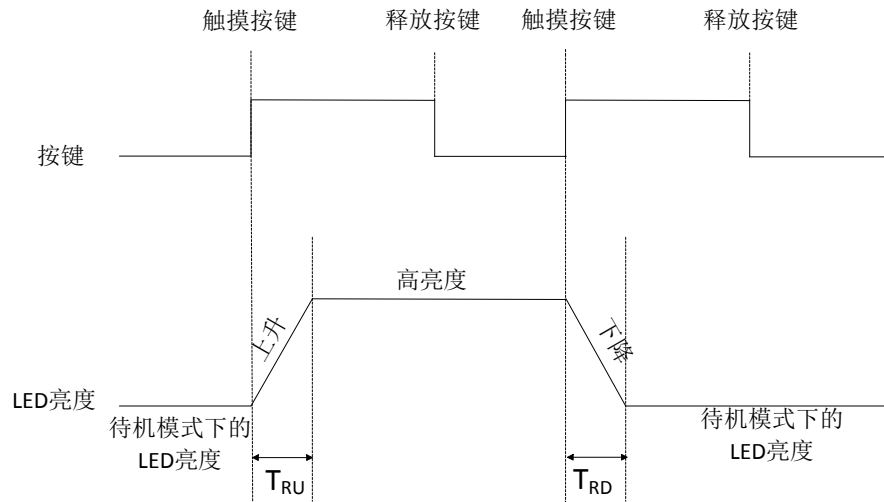 触摸按键
释放按键
触摸按键
释放按键
按键
高亮度
上升
下降
LED亮度
待机模式下的
LED亮度
待机模式下的
LED亮度
TRU
TRD